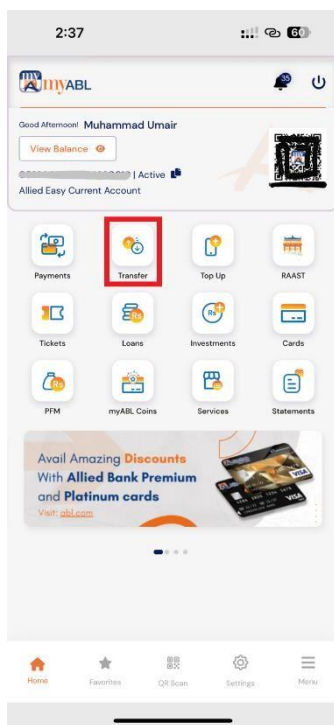 2:37
60
myABL
35
Good Afternoon! Muhammad Umair
View Balance
| Active
Allied Easy Current Account
Payments Transfer Top Up RAAST
Tickets Loans Investments Cards
PFM myABL Coins Services Statements
Avail Amazing Discounts
With Allied Bank Premium
and Platinum cards
Visit: abl.com
VISA
VISA
Home Favorites QR Scan Settings Menu